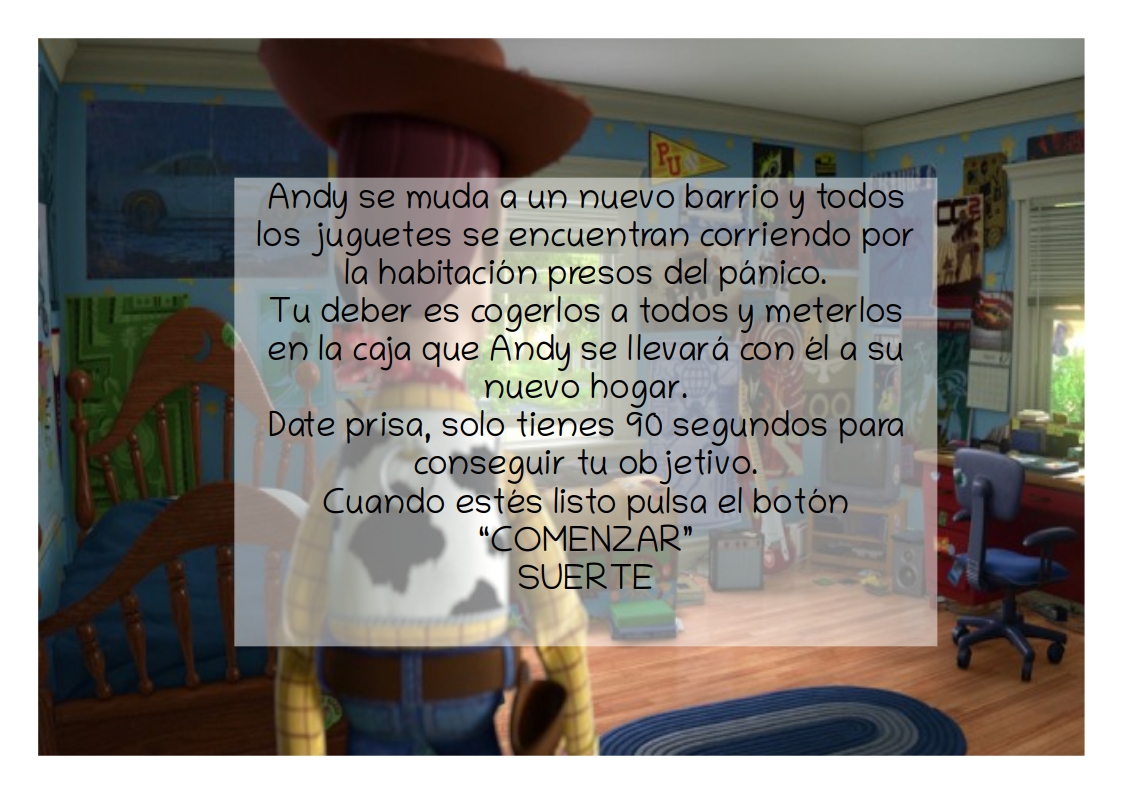 Andy se muda a un nuevo barrio y todos
los juguetes se encuentran corriendo por
la habitación presos del pánico.
Tu deber es cogerlos a todos y meterlos
en la caja que Andy se llevará con él a su
nuevo hogar.
Date prisa, solo tienes 90 segundos para
conseguir tu objetivo.
Cuando estés listo pulsa el botón
“COMENZAR”
SUERTE
PU